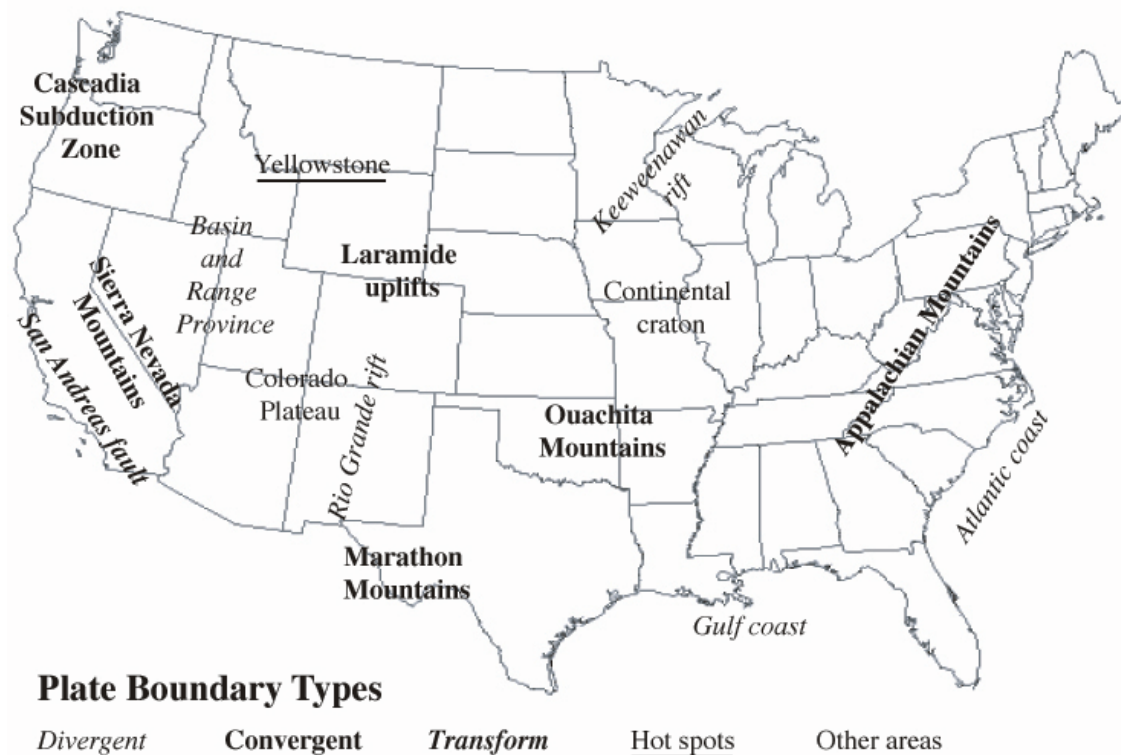 Cascadia
Subduction
Zone
Yellowstone
Keeweenawan
rift
Basin
and
Range
Province
Laramide
uplifts
Continental
craton
Sierra Nevada
Mountains
San Andreas fault
Appalachian Mountains
Colorado
Plateau
Rio Grande rift
Ouachita
Mountains
Atlantic coast
Marathon
Mountains
Gulf coast
Plate Boundary Types
Divergent Convergent Transform Hot spots Other areas